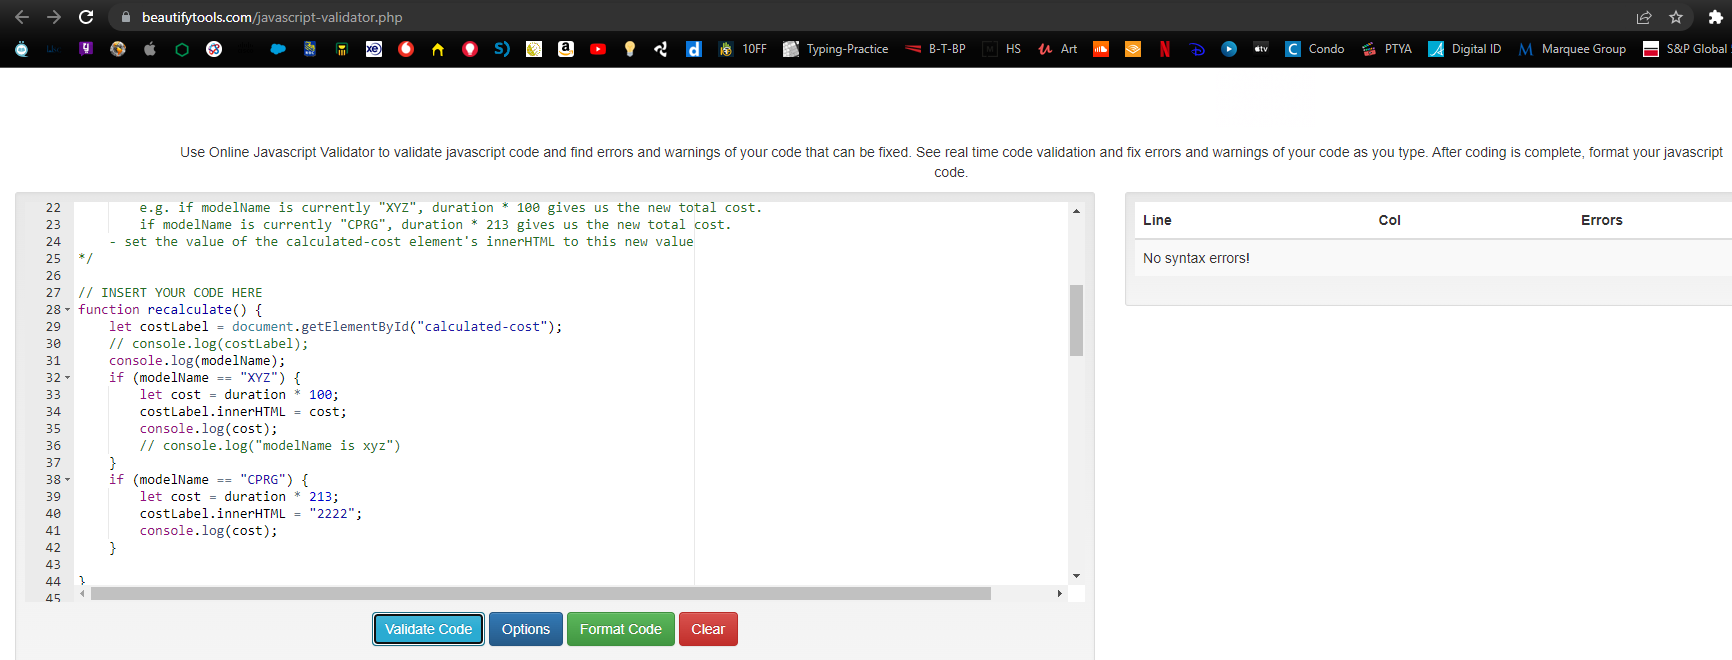 beautifytools.com/javascript-validator.php
10FF Typing-Practice B-T-BP HS Art Condo PTYA Digital ID Marquee Group S&P Global
Use Online Javascript Validator to validate javascript code and find errors and warnings of your code that can be fixed. See real time code validation and fix errors and warnings of your code as you type. After coding is complete, format your javascript
code.
22 e.g. if modelName is currently "XYZ", duration * 100 gives us the new total cost.
23 if modelName is currently "CPRG", duration * 213 gives us the new total cost.
24 - set the value of the calculated-cost element's innerHTML to this new value
25 */
26
27 // INSERT YOUR CODE HERE
28 function recalculate() {
29 let costLabel = document.getElementById("calculated-cost");
30 // console.log(costLabel);
31 console.log(modelName);
32 if (modelName == "XYZ") {
33 let cost = duration * 100;
34 costLabel.innerHTML = cost;
35 console.log(cost);
36 // console.log("modelName is xyz")
37 }
38 if (modelName == "CPRG") {
39 let cost = duration * 213;
40 costLabel.innerHTML = "2222";
41 console.log(cost);
42 }
43
44 }
45
Line Col Errors
No syntax errors!
Validate Code Options Format Code Clear